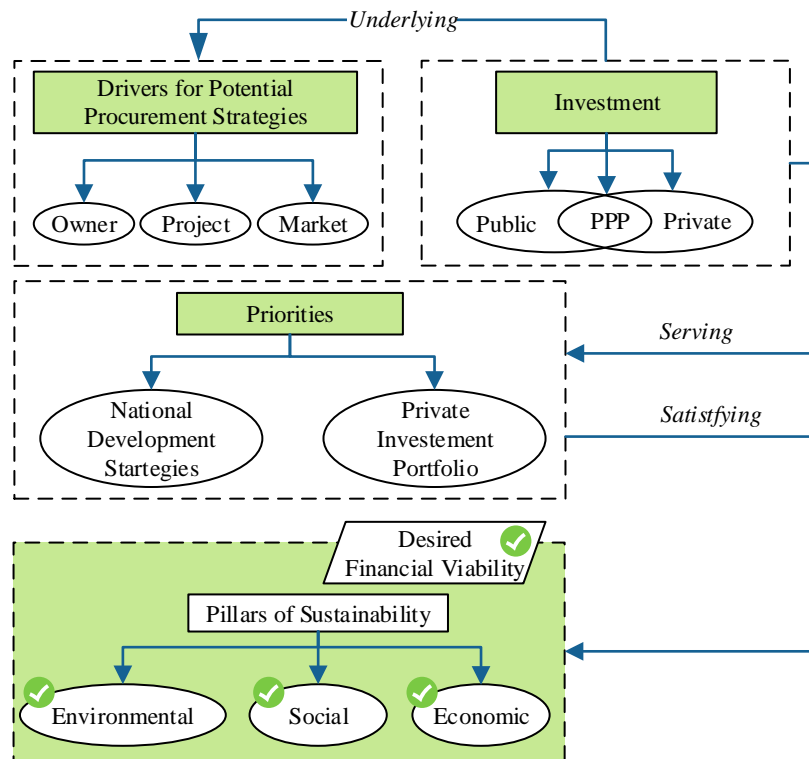 Underlying
Drivers for Potential
Procurement Strategies
Owner
Project
Market
Investment
Public
PPP
Private
Priorities
National
Development
Startegies
Private
Investement
Portfolio
Serving
Satistfying
Desired
Financial Viability
Pillars of Sustainability
Environmental
Social
Economic